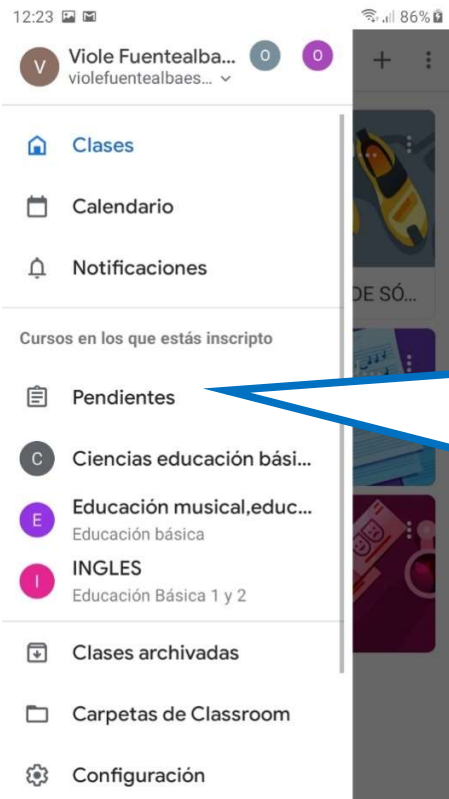 12:23
86%
V
Viole Fuentealba...
violefuentealbaes...
O
O
Clases
Calendario
Notificaciones
DE SÓ...
Cursos en los que estás inscripto
Pendientes
C
Ciencias educación bási...
E
Educación musical,educ...
Educación básica
I
INGLES
Educación Básica 1 y 2
Clases archivadas
Carpetas de Classroom
Configuración